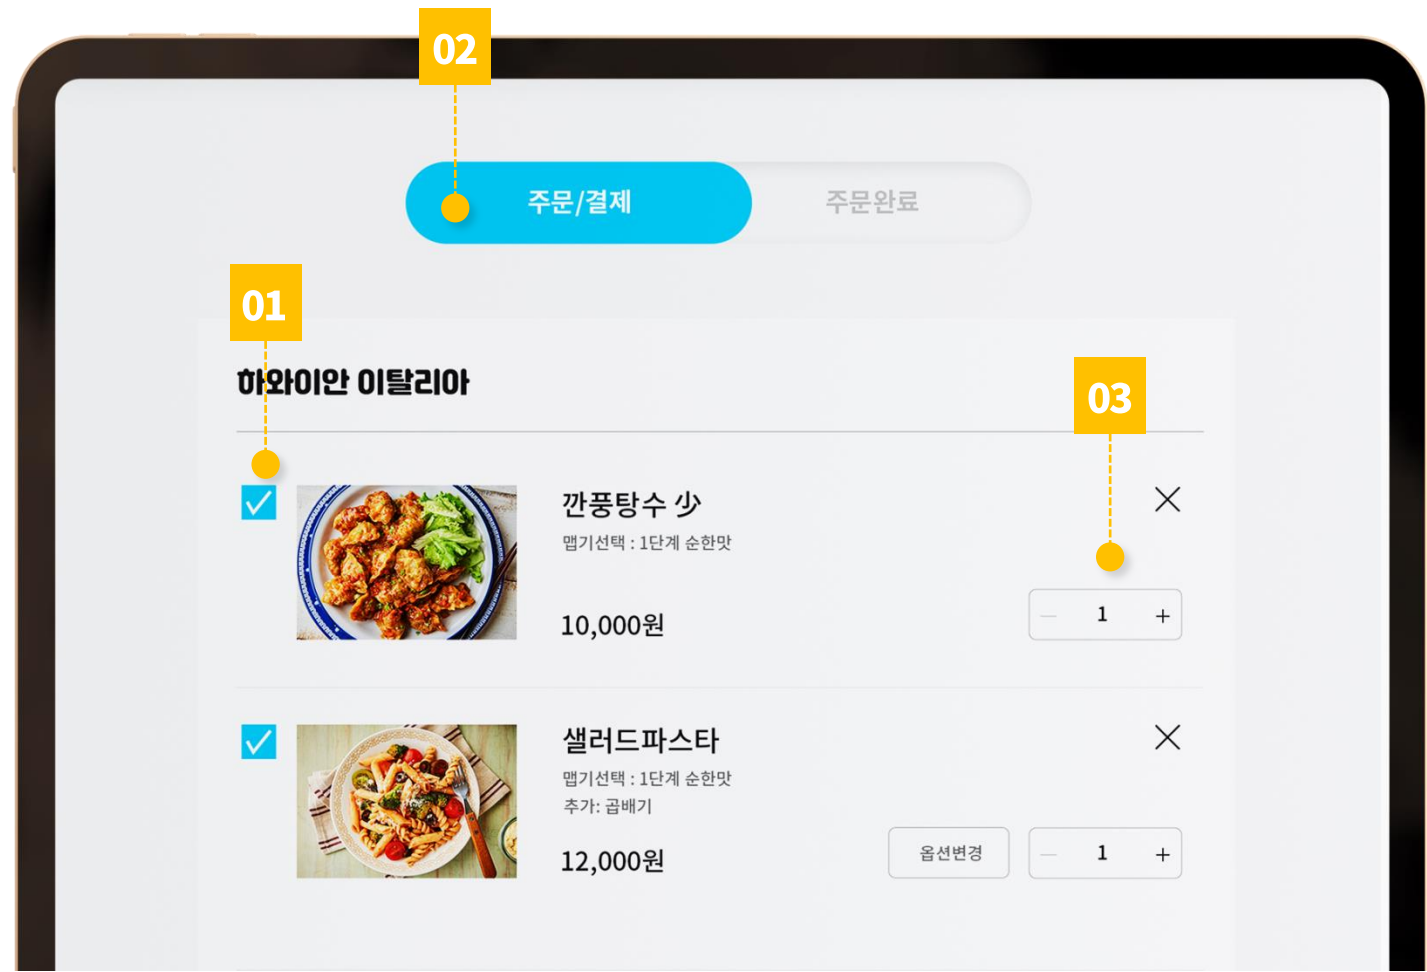 02
주문/결제
주문완료
01
하와이안 이탈리아
03
깐풍탕수 少
맵기선택 : 1단계 순한맛
10,000원
1
샐러드파스타
맵기선택 : 1단계 순한맛
추가: 곱배기
12,000원
옵션변경
1